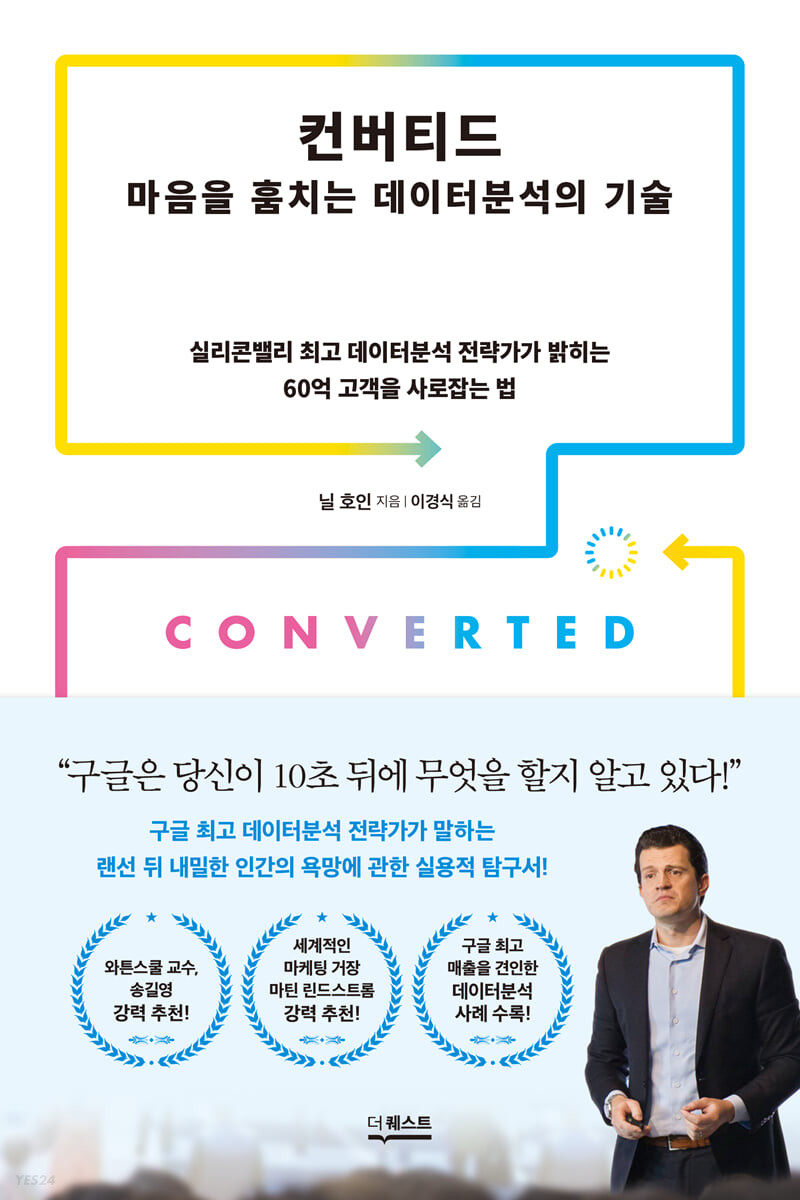 컨버티드
마음을 훔치는 데이터분석의 기술
실리콘밸리 최고 데이터분석 전략가가 밝히는
60억 고객을 사로잡는 법
닐 호인 지음 | 이경식 옮김
CONVERTED
“구글은 당신이 10초 뒤에 무엇을 할지 알고 있다!”
구글 최고 데이터분석 전략가가 말하는
랜선 뒤 내밀한 인간의 욕망에 관한 실용적 탐구서!
와튼스쿨 교수,
송길영
강력 추천!
세계적인
마케팅 거장
마틴 린드스트롬
강력 추천!
구글 최고
매출을 견인한
데이터분석
사례 수록!
더퀘스트
YES24